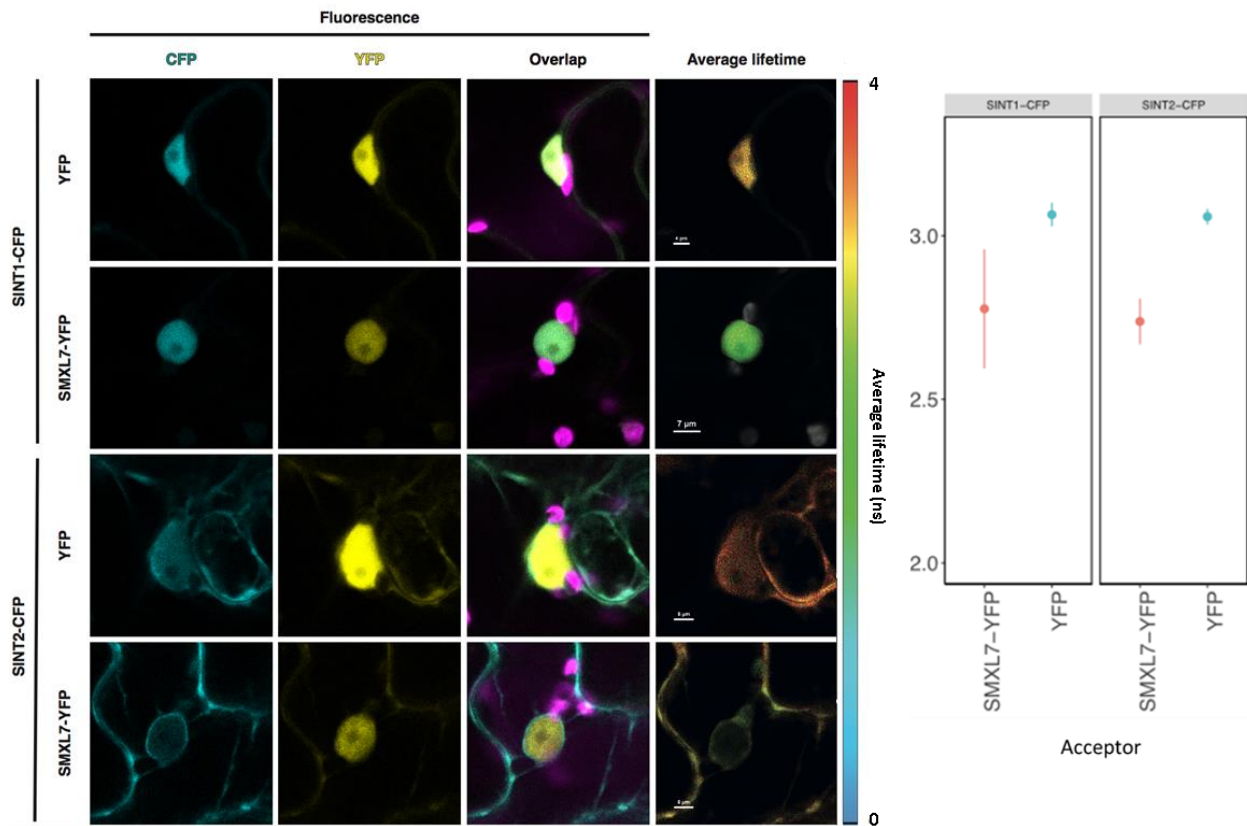 Fluorescence
CFP
YFP
Overlap
Average lifetime
SINT1-CFP
YFP
SMXL7-YFP
7 μm
SINT2-CFP
YFP
SMXL7-YFP
4
Average lifetime (ns)
0
SINT1-CFP
SINT2-CFP
3.0
2.5
2.0
SMXL7-YFP
YFP
SMXL7-YFP
YFP
Acceptor